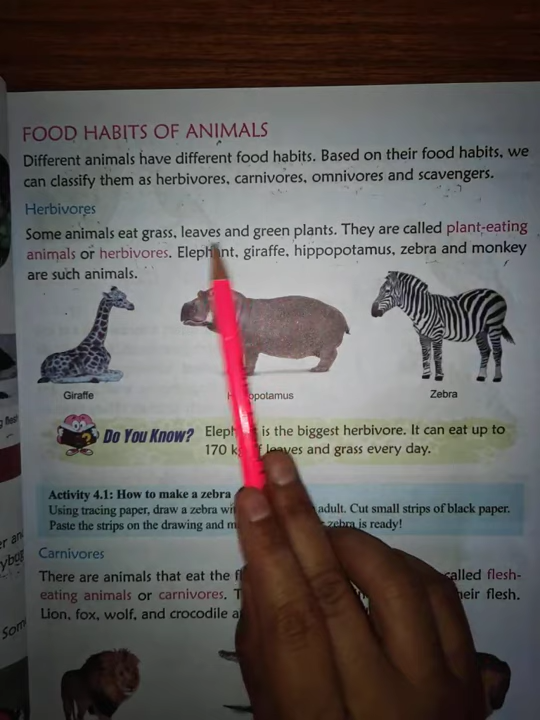 FOOD HABITS OF ANIMALS
Different animals have different food habits. Based on their food habits, we
can classify them as herbivores, carnivores, omnivores and scavengers.
Herbivores
Some animals eat grass, leaves and green plants. They are called plant-eating
animals or herbivores. Elephant, giraffe, hippopotamus, zebra and monkey
are such animals.
Giraffe
Hippopotamus
Zebra
Do You Know?
Elephant is the biggest herbivore. It can eat up to
170 kg of leaves and grass every day.
Activity 4.1: How to make a zebra
Using tracing paper, draw a zebra adult. Cut small strips of black paper.
Paste the strips on the drawing and zebra is ready!
Carnivores
There are animals that eat the called flesh-
eating animals or carnivores. their flesh.
Lion, fox, wolf, and crocodile